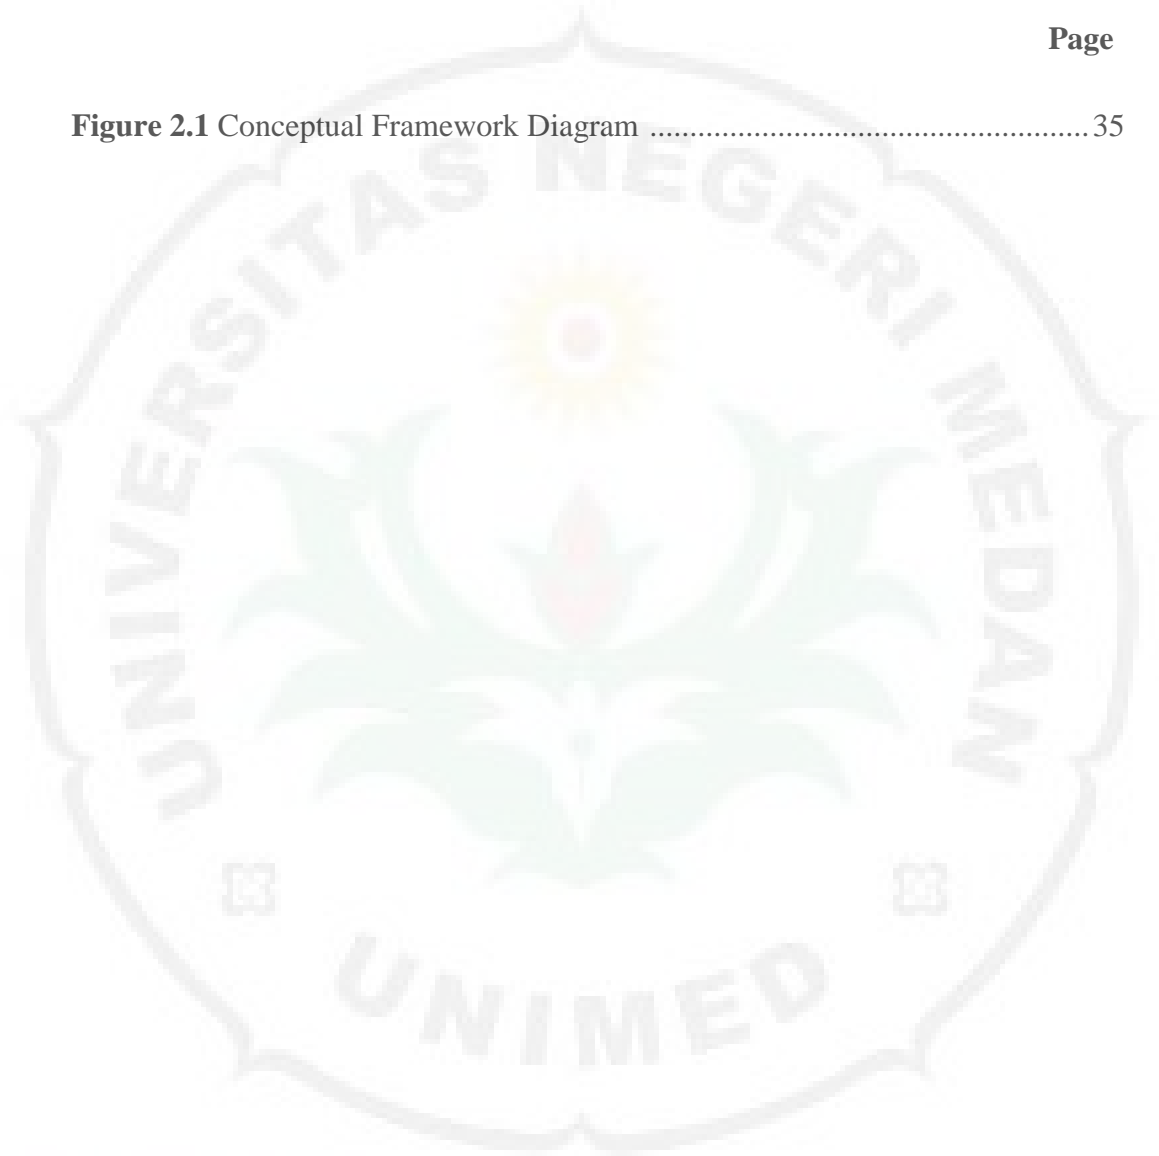 Page
Figure 2.1 Conceptual Framework Diagram ....................................................... 35
UNIVERSITAS NEGERI MEDAN
UNIMED